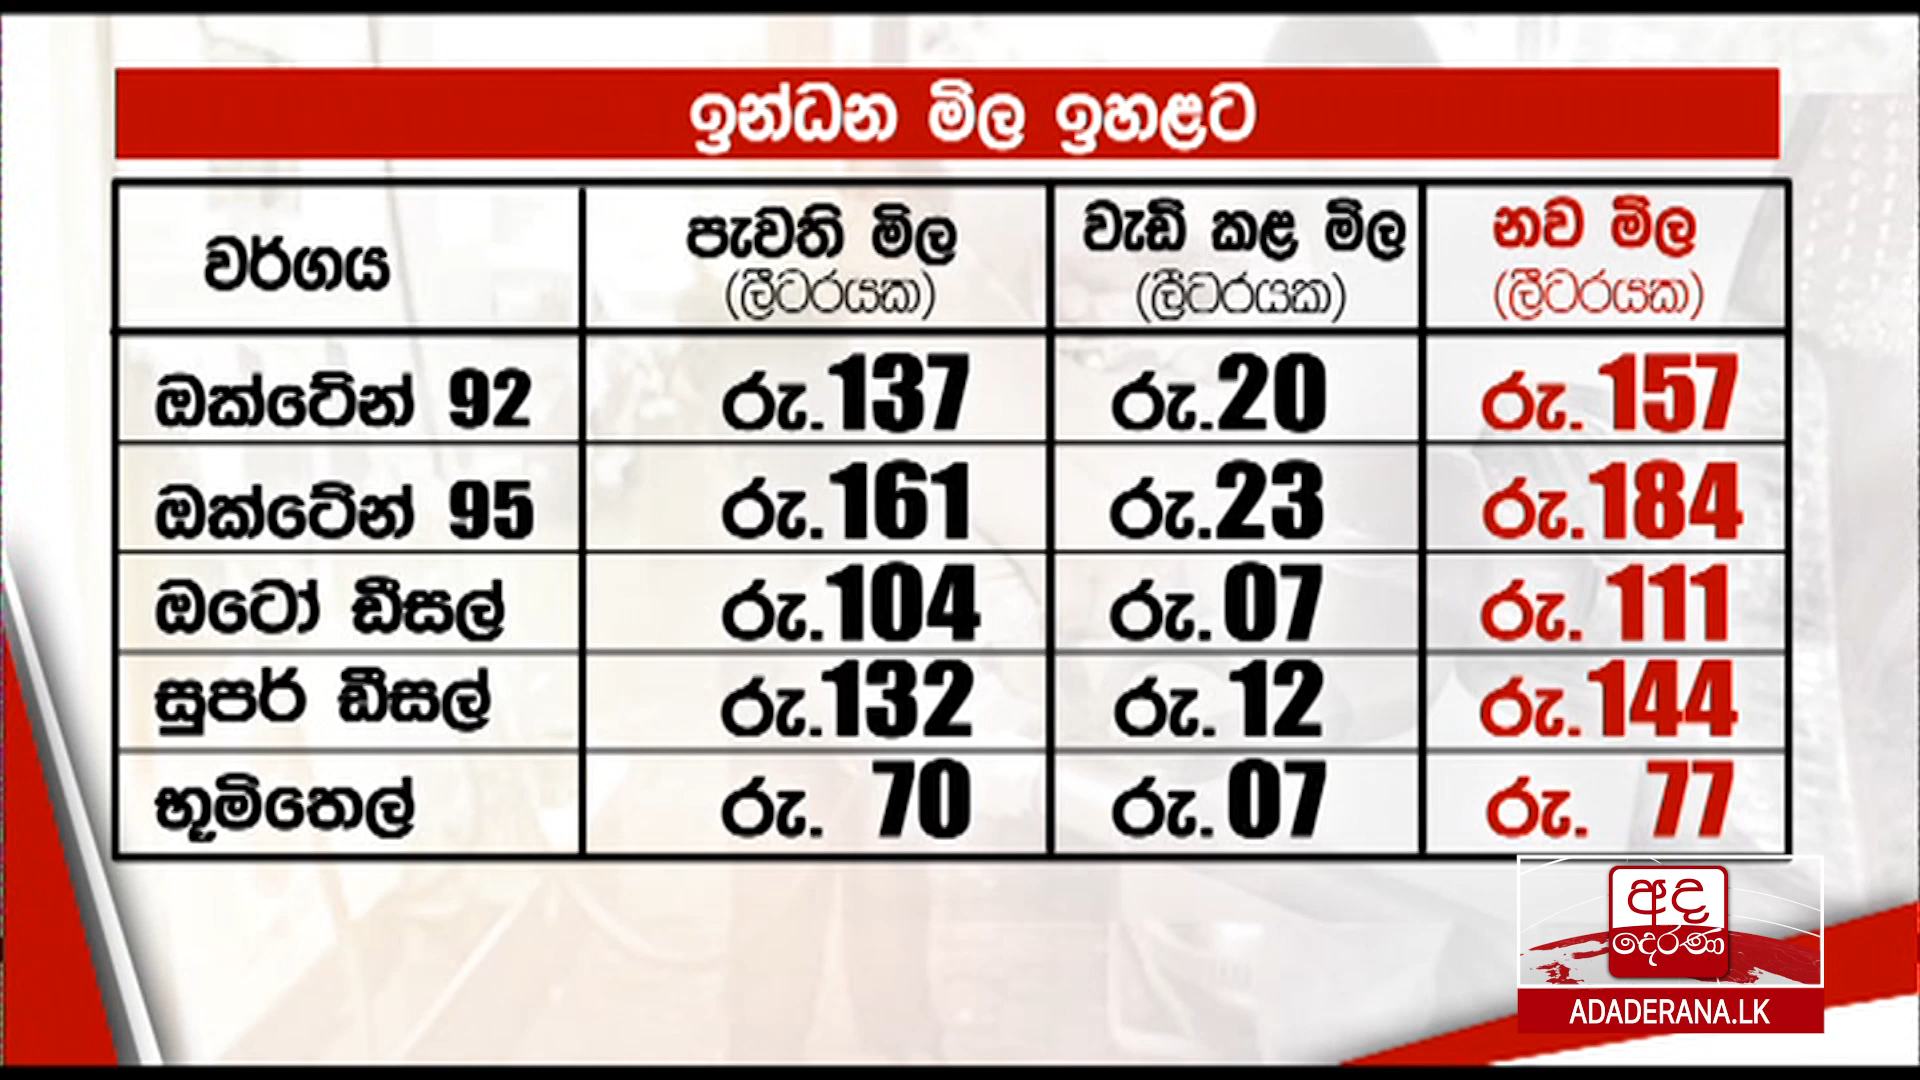 ඉන්ධන මිල ඉහළට
වර්ගය පැවති මිල (ලීටරයක) වැඩි කළ මිල (ලීටරයක) නව මිල (ලීටරයක)
ඔක්ටේන් 92 රු.137 රු.20 රු.157
ඔක්ටේන් 95 රු.161 රු.23 රු.184
ඔටෝ ඩීසල් රු.104 රු.07 රු.111
සුපර් ඩීසල් රු.132 රු.12 රු.144
භූමිතෙල් රු. 70 රු.07 රු. 77
අද
දෙරණ
ADADERANA.LK